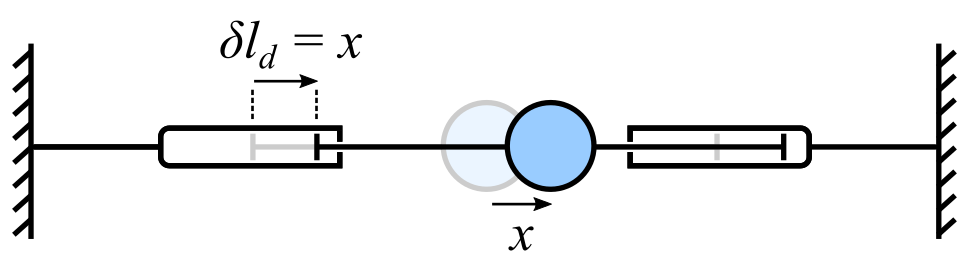 δl_d = x
x